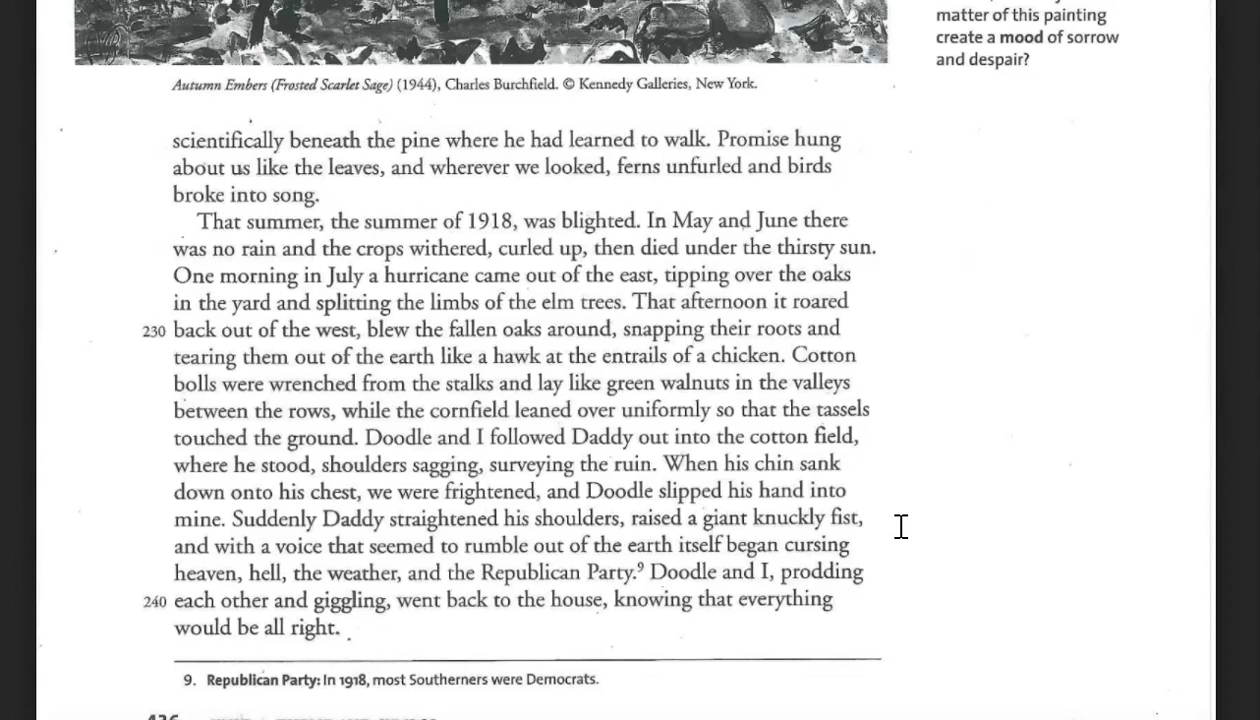 matter of this painting
create a mood of sorrow
and despair?
Autumn Embers (Frosted Scarlet Sage) (1944), Charles Burchfield. © Kennedy Galleries, New York.
scientifically beneath the pine where he had learned to walk. Promise hung
about us like the leaves, and wherever we looked, ferns unfurled and birds
broke into song.
That summer, the summer of 1918, was blighted. In May and June there
was no rain and the crops withered, curled up, then died under the thirsty sun.
One morning in July a hurricane came out of the east, tipping over the oaks
in the yard and splitting the limbs of the elm trees. That afternoon it roared
230 back out of the west, blew the fallen oaks around, snapping their roots and
tearing them out of the earth like a hawk at the entrails of a chicken. Cotton
bolls were wrenched from the stalks and lay like green walnuts in the valleys
between the rows, while the cornfield leaned over uniformly so that the tassels
touched the ground. Doodle and I followed Daddy out into the cotton field,
where he stood, shoulders sagging, surveying the ruin. When his chin sank
down onto his chest, we were frightened, and Doodle slipped his hand into
mine. Suddenly Daddy straightened his shoulders, raised a giant knuckly fist,
and with a voice that seemed to rumble out of the earth itself began cursing
heaven, hell, the weather, and the Republican Party.⁹ Doodle and I, prodding
240 each other and giggling, went back to the house, knowing that everything
would be all right.
9. Republican Party: In 1918, most Southerners were Democrats.